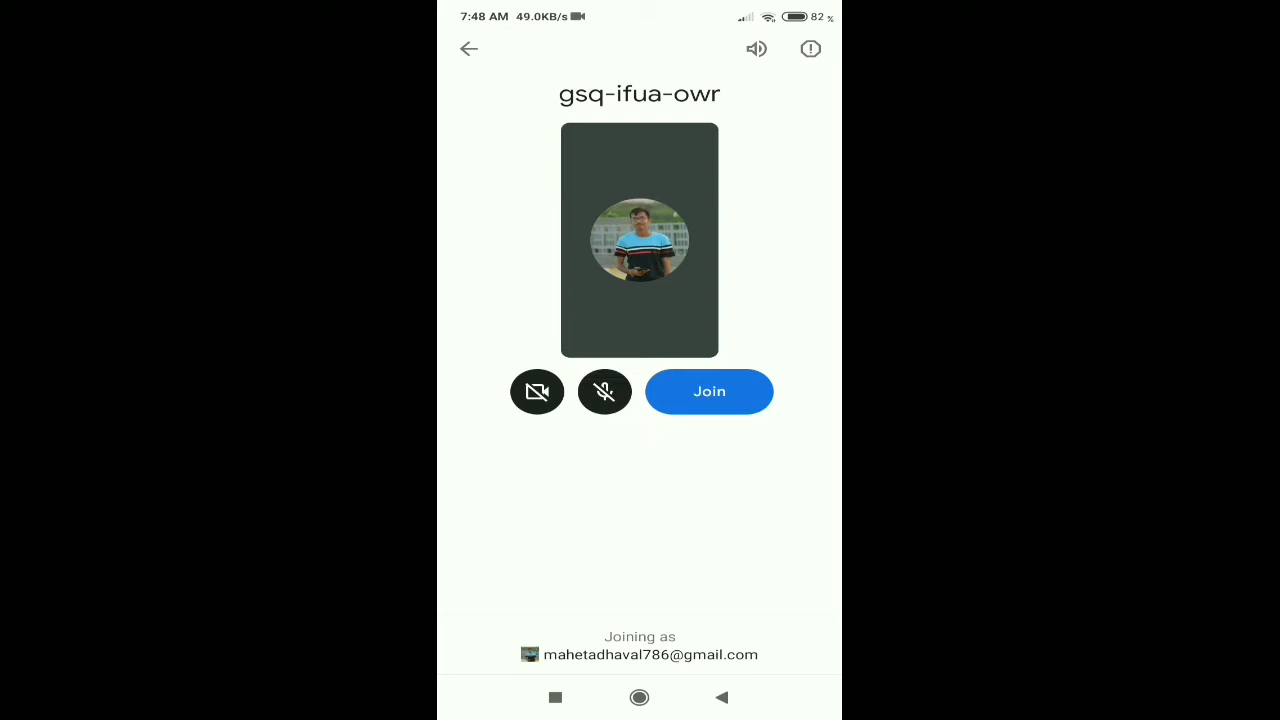 7:48 AM 49.0KB/s 82 %
gsq-ifua-owr
Join
Joining as
mahetadhaval786@gmail.com